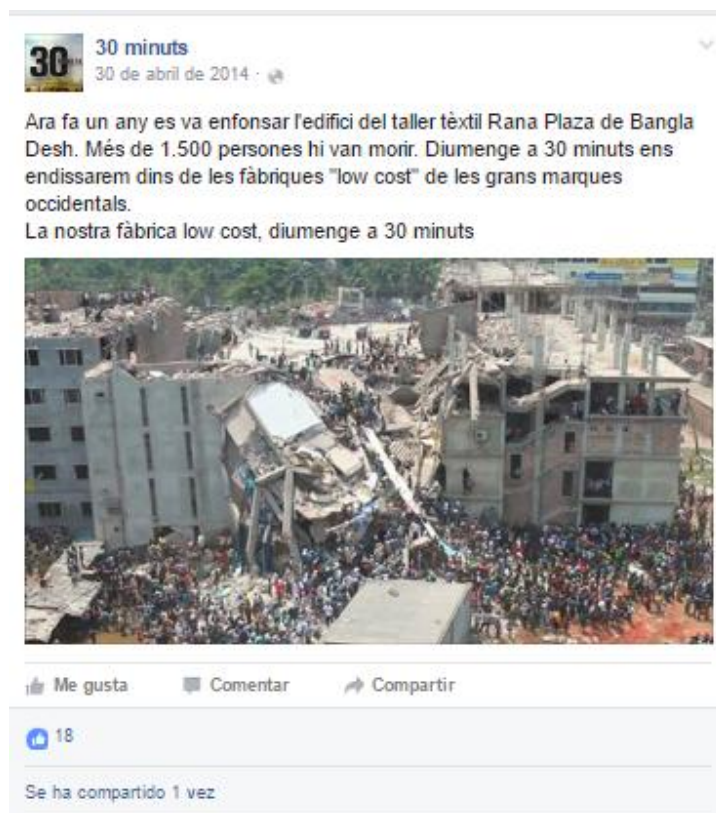 30
30 minuts
30 de abril de 2014
Ara fa un any es va enfonsar l'edifici del taller tèxtil Rana Plaza de Bangla
Desh. Més de 1.500 persones hi van morir. Diumenge a 30 minuts ens
endissarem dins de les fàbriques "low cost" de les grans marques
occidentals.
La nostra fàbrica low cost, diumenge a 30 minuts
Me gusta Comentar Compartir
18
Se ha compartido 1 vez